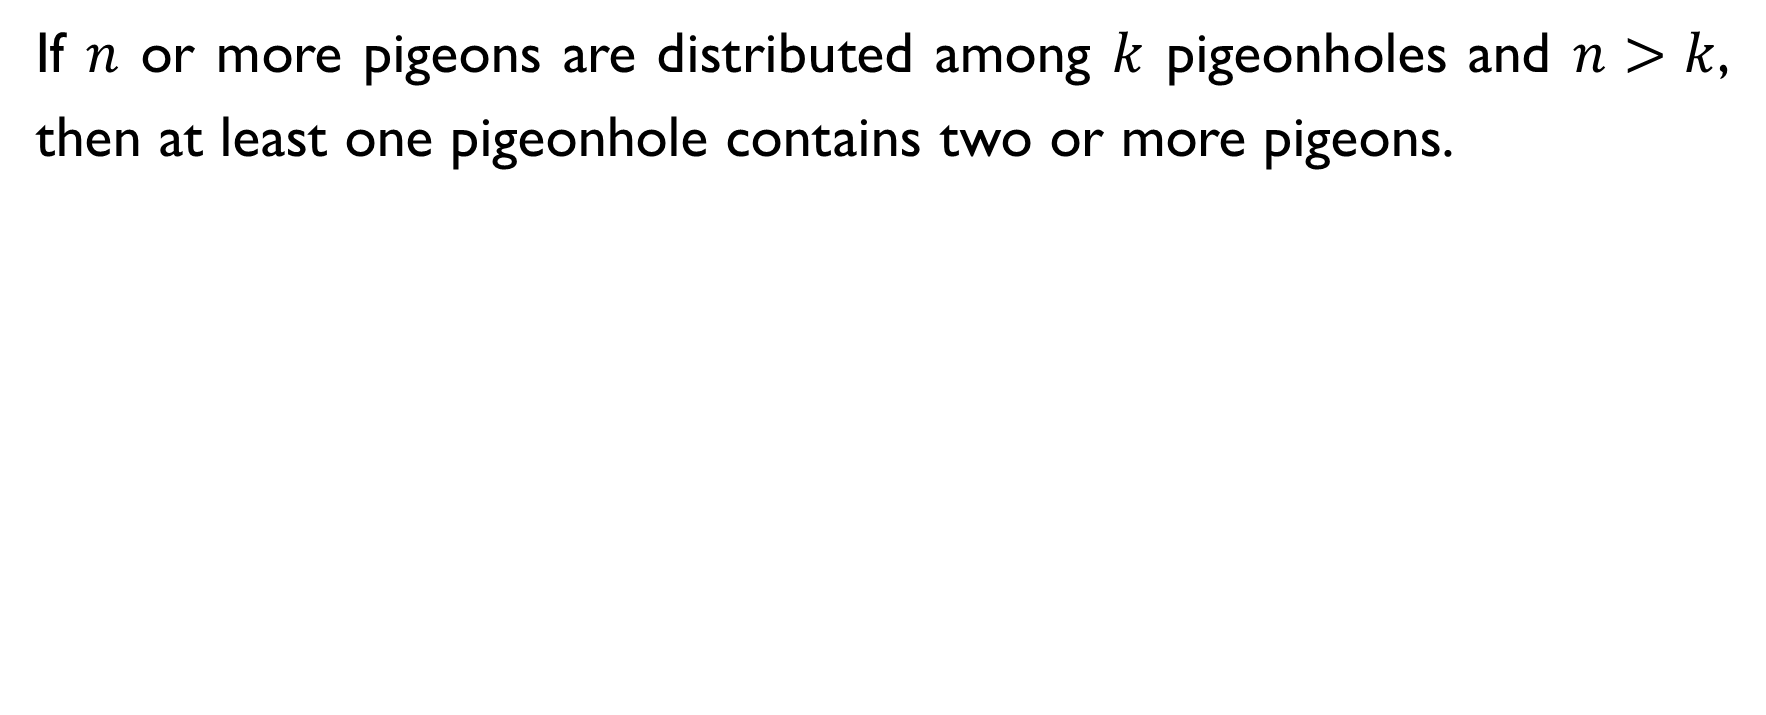 If n or more pigeons are distributed among k pigeonholes and n > k,
then at least one pigeonhole contains two or more pigeons.